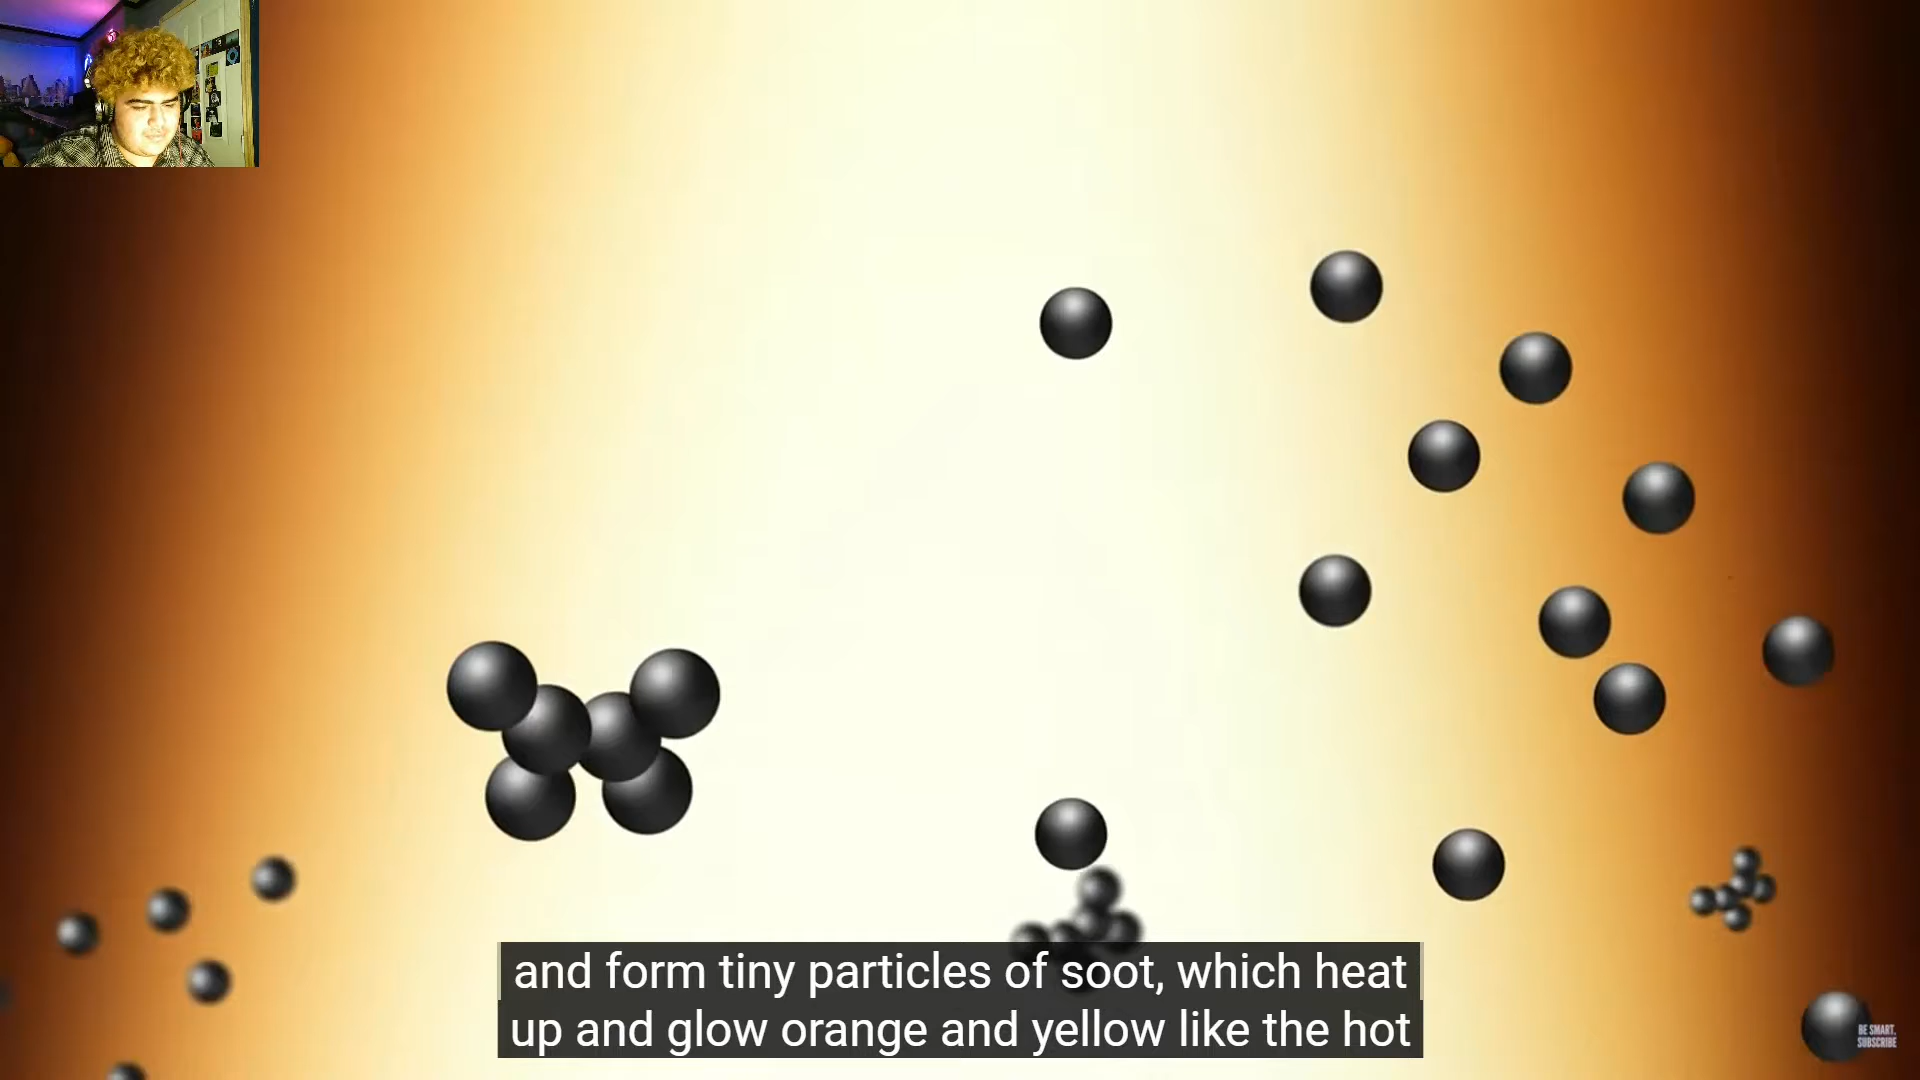 and form tiny particles of soot, which heat
up and glow orange and yellow like the hot
BE SMART.
SUBSCRIBE